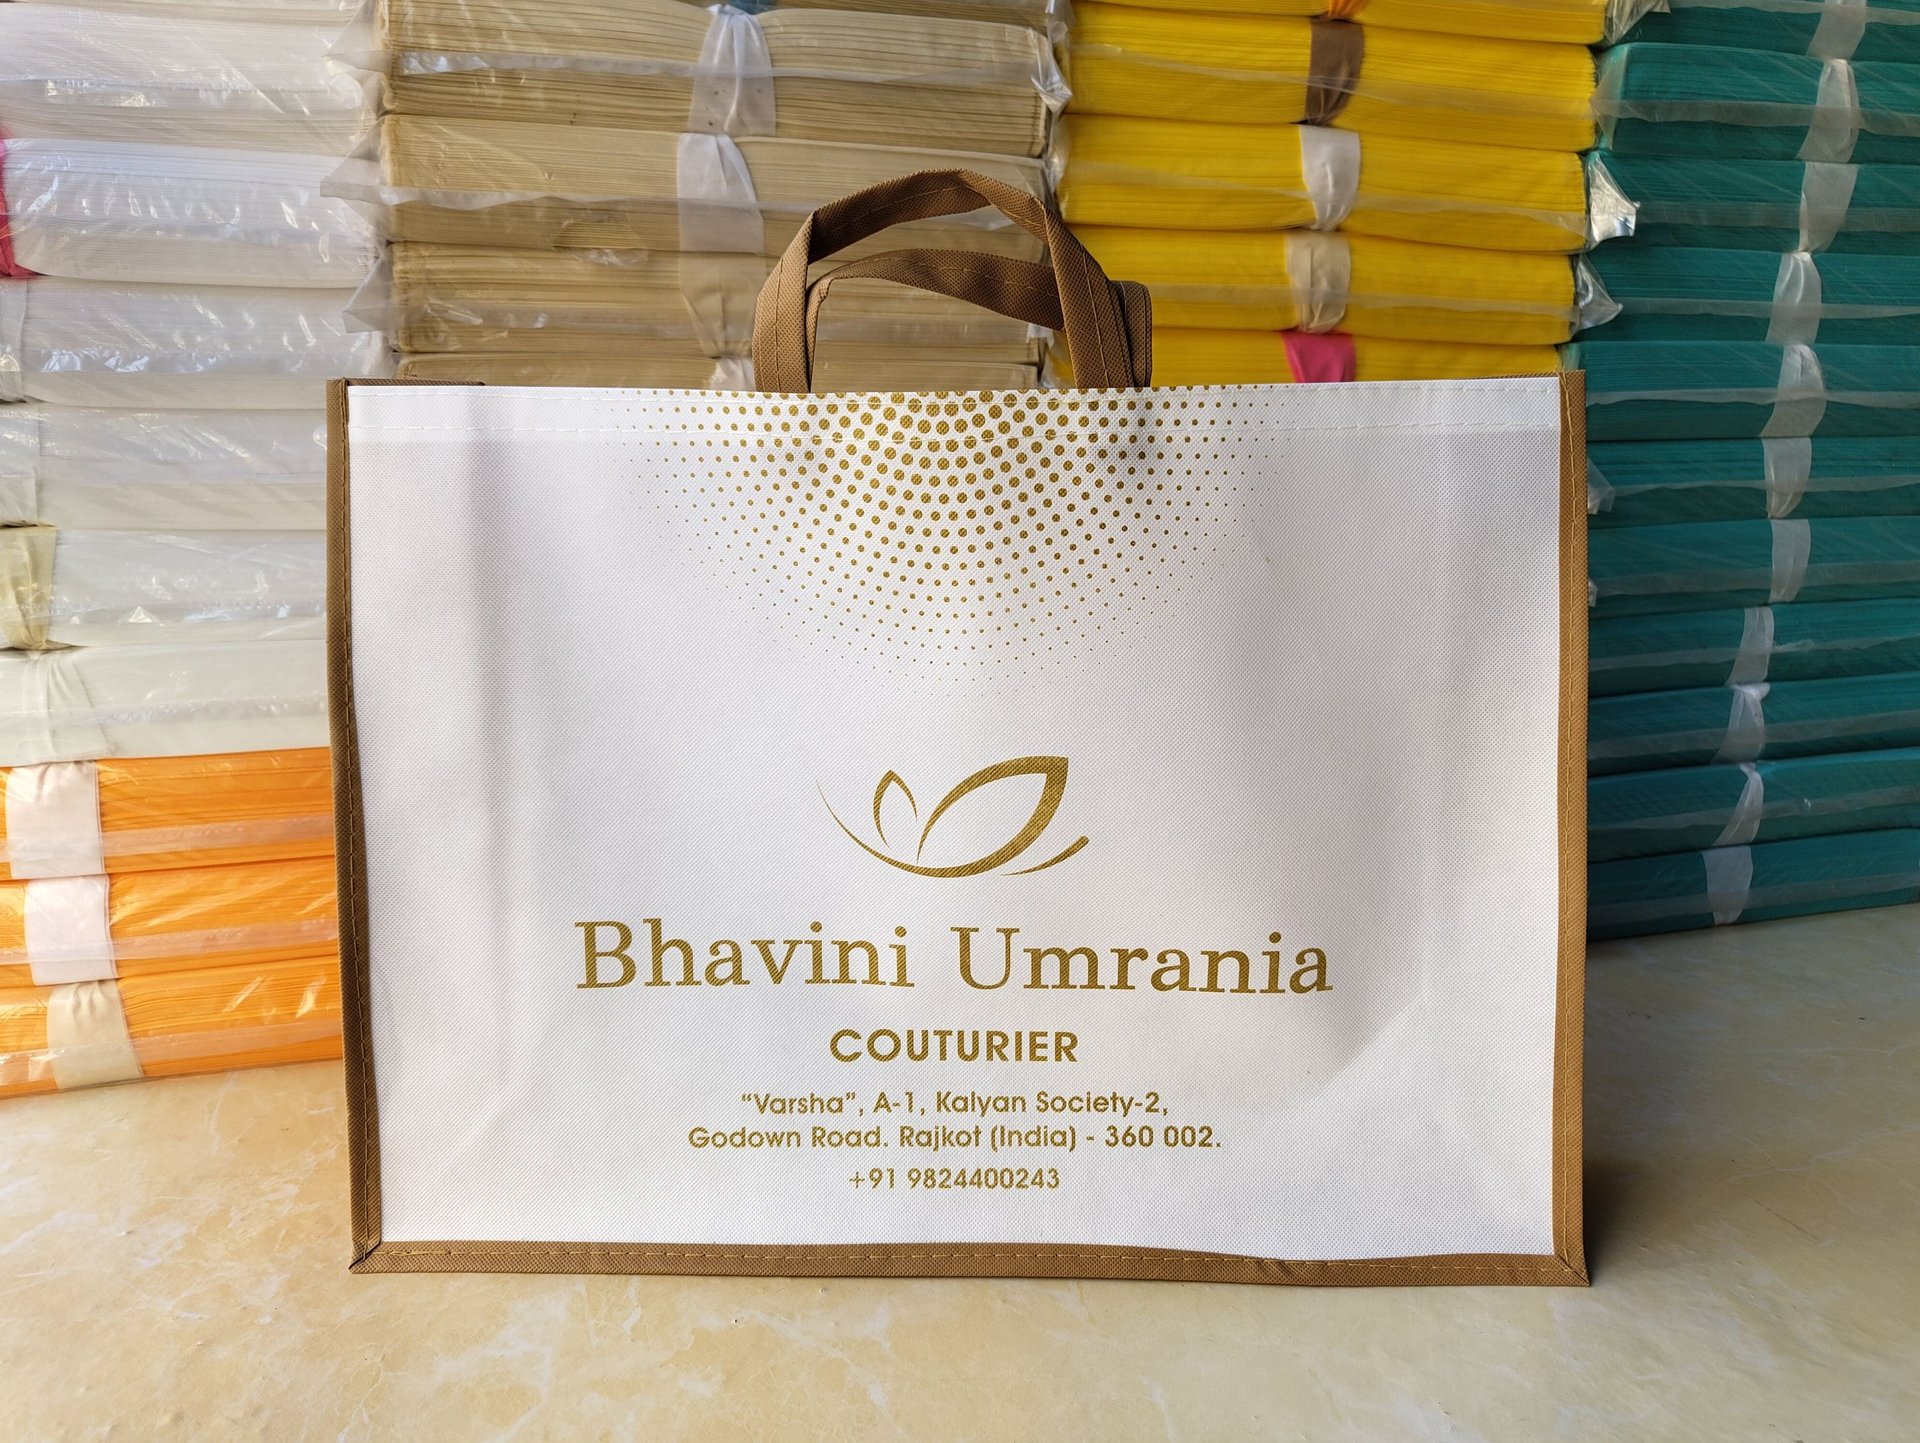 Bhavini Umrania
COUTURIER
“Varsha”, A-1, Kalyan Society-2,
Godown Road. Rajkot (India) - 360 002.
+91 9824400243